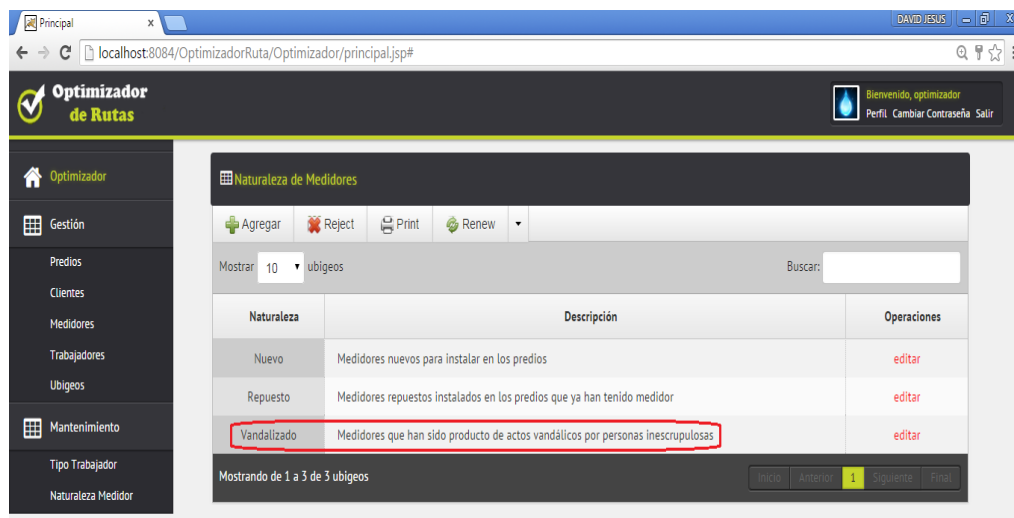 Principal
DAVID JESUS
localhost:8084/OptimizadorRuta/Optimizador/principal.jsp#
Optimizador
de Rutas
Bienvenido, optimizador
Perfil Cambiar Contraseña Salir
Optimizador
Gestión
Predios
Clientes
Medidores
Trabajadores
Ubigeos
Mantenimiento
Tipo Trabajador
Naturaleza Medidor
Naturaleza de Medidores
Agregar Reject Print Renew
Mostrar 10 ubigeos Buscar:
Naturaleza Descripción Operaciones
Nuevo Medidores nuevos para instalar en los predios editar
Repuesto Medidores repuestos instalados en los predios que ya han tenido medidor editar
Vandalizado Medidores que han sido producto de actos vandálicos por personas inescrupulosas editar
Mostrando de 1 a 3 de 3 ubigeos Inicio Anterior 1 Siguiente Final